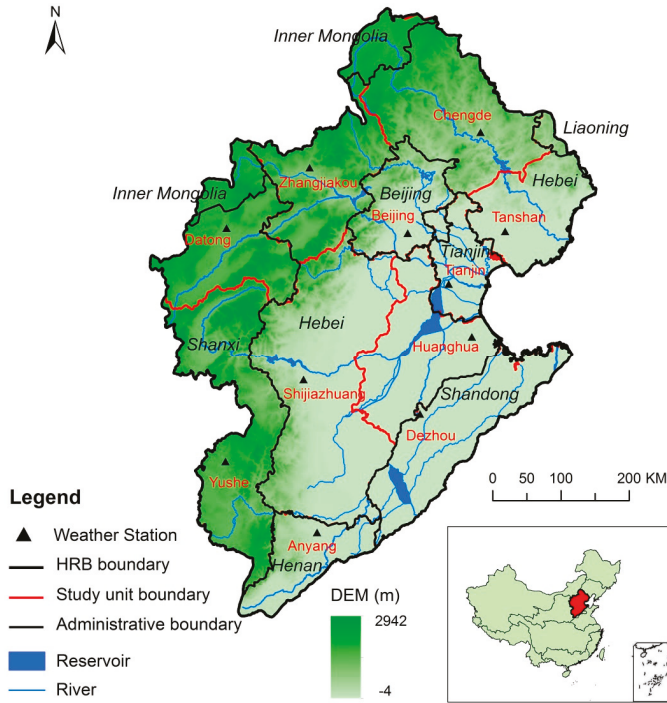 N
Inner Mongolia
Chengde
Liaoning
Hebei
Zhangjiakou
Inner Mongolia
Beijing
Beijing
Tanshan
Datong
Tianjin
Tianjin
Hebei
Huanghua
Shanxi
Shijiazhuang
Shandong
Dezhou
Yushe
Anyang
Henan
0 50 100 200 KM
Legend
Weather Station
HRB boundary
Study unit boundary
Administrative boundary
Reservoir
River
DEM (m)
2942
-4